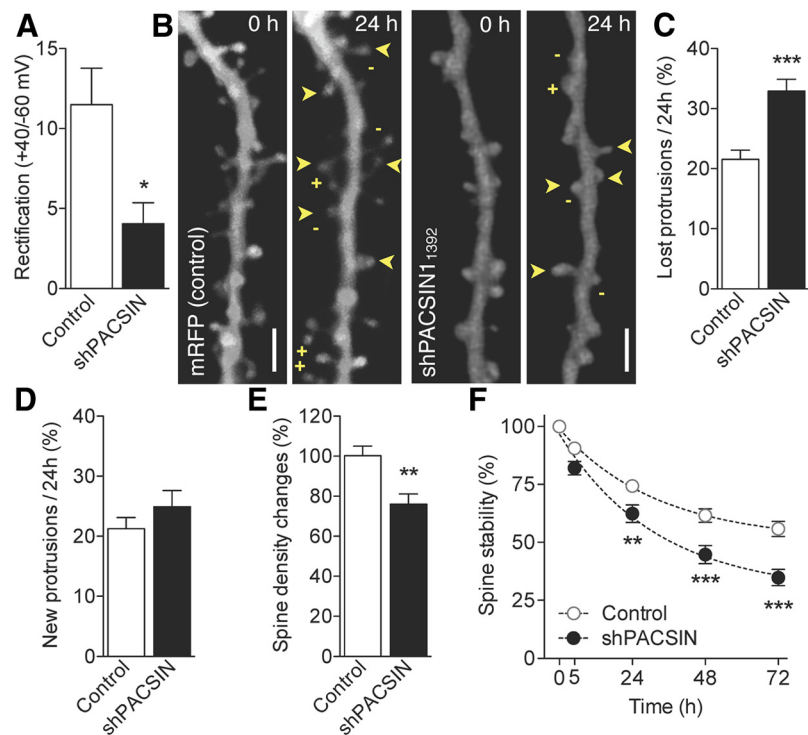 A
Rectification (+40/-60 mV)
15
10
5
0
*
Control
shPACSIN
B
0 h
24 h
0 h
24 h
mRFP (control)
shPACSIN1₁₃₉₂
-
-
+
-
+
+
-
+
-
-
C
Lost protrusions / 24h (%)
40
30
20
10
0
***
Control
shPACSIN
D
New protrusions / 24h (%)
40
30
20
10
0
Control
shPACSIN
E
Spine density changes (%)
120
100
80
60
40
20
0
**
Control
shPACSIN
F
Spine stability (%)
100
75
50
25
0
**
***
***
Control
shPACSIN
0 5 24 48 72
Time (h)